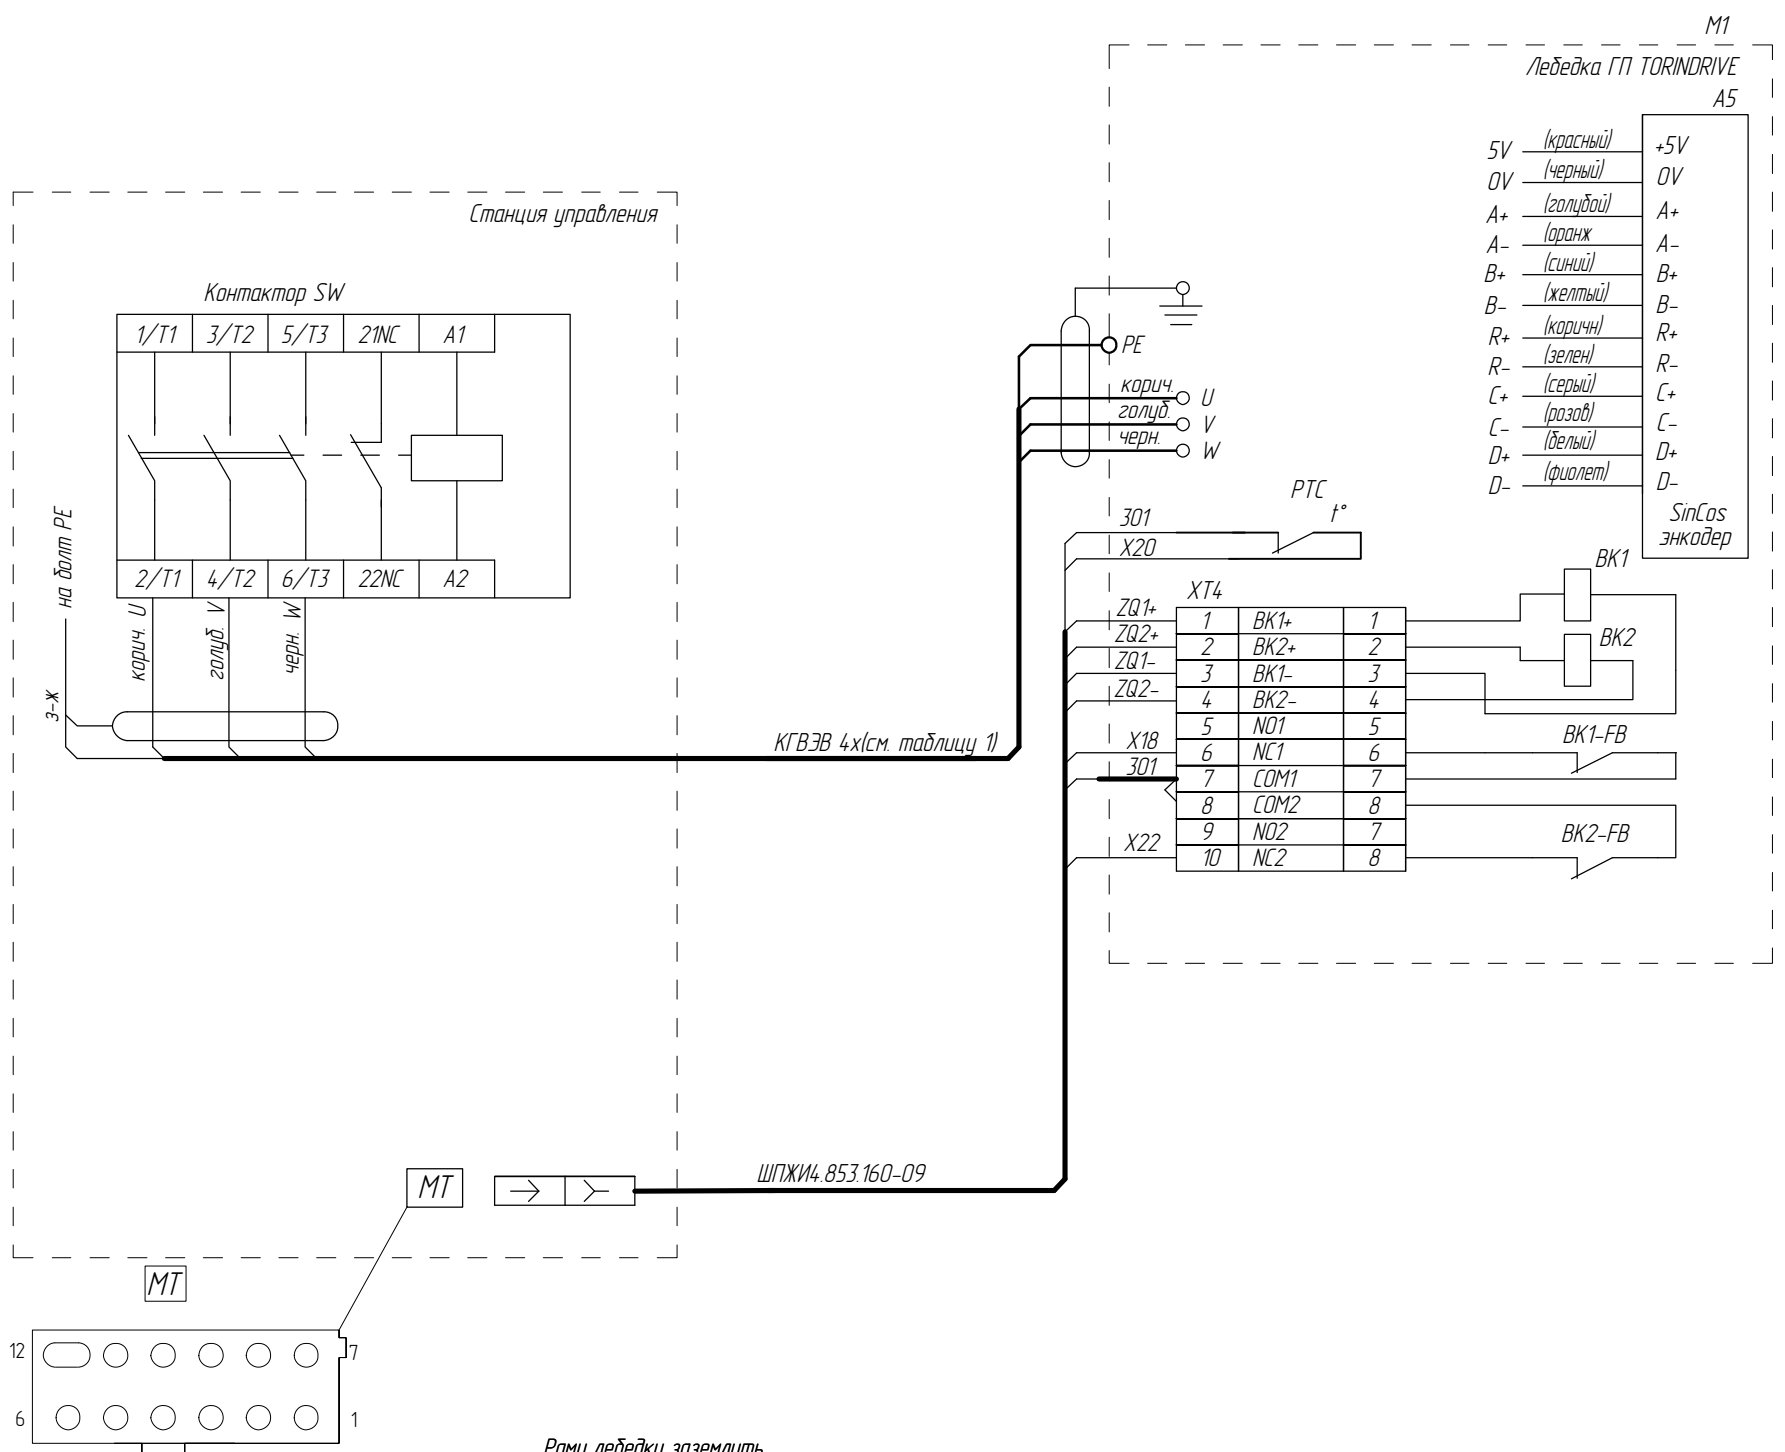 M1
Лебедка ГП TORINDRIVE
A5
5V (красный) +5V
0V (черный) 0V
A+ (голубой) A+
A- (оранж A-
B+ (синий) B+
B- (желтый) B-
R+ (коричн) R+
R- (зелен) R-
C+ (серый) C+
C- (розов) C-
D+ (белый) D+
D- (фиолет) D-
SinCos
энкодер
Станция управления
Контактор SW
1/T1 3/T2 5/T3 21NC A1
2/T1 4/T2 6/T3 22NC A2
на болт PE
з-ж
корич. U
голуб. V
черн. W
КГВЭВ 4х(см. таблицу 1)
PE
корич. U
голуб. V
черн. W
PTC
t°
301
X20
XT4
ZQ1+ 1 BK1+ 1
ZQ2+ 2 BK2+ 2
ZQ1- 3 BK1- 3
ZQ2- 4 BK2- 4
5 NO1 5
X18 6 NC1 6
301 7 COM1 7
8 COM2 8
9 NO2 7
X22 10 NC2 8
BK1
BK2
BK1-FB
BK2-FB
MT
ШПЖИ4.853.160-09
MT
12 7
6 1
Раму лебедки заземлить